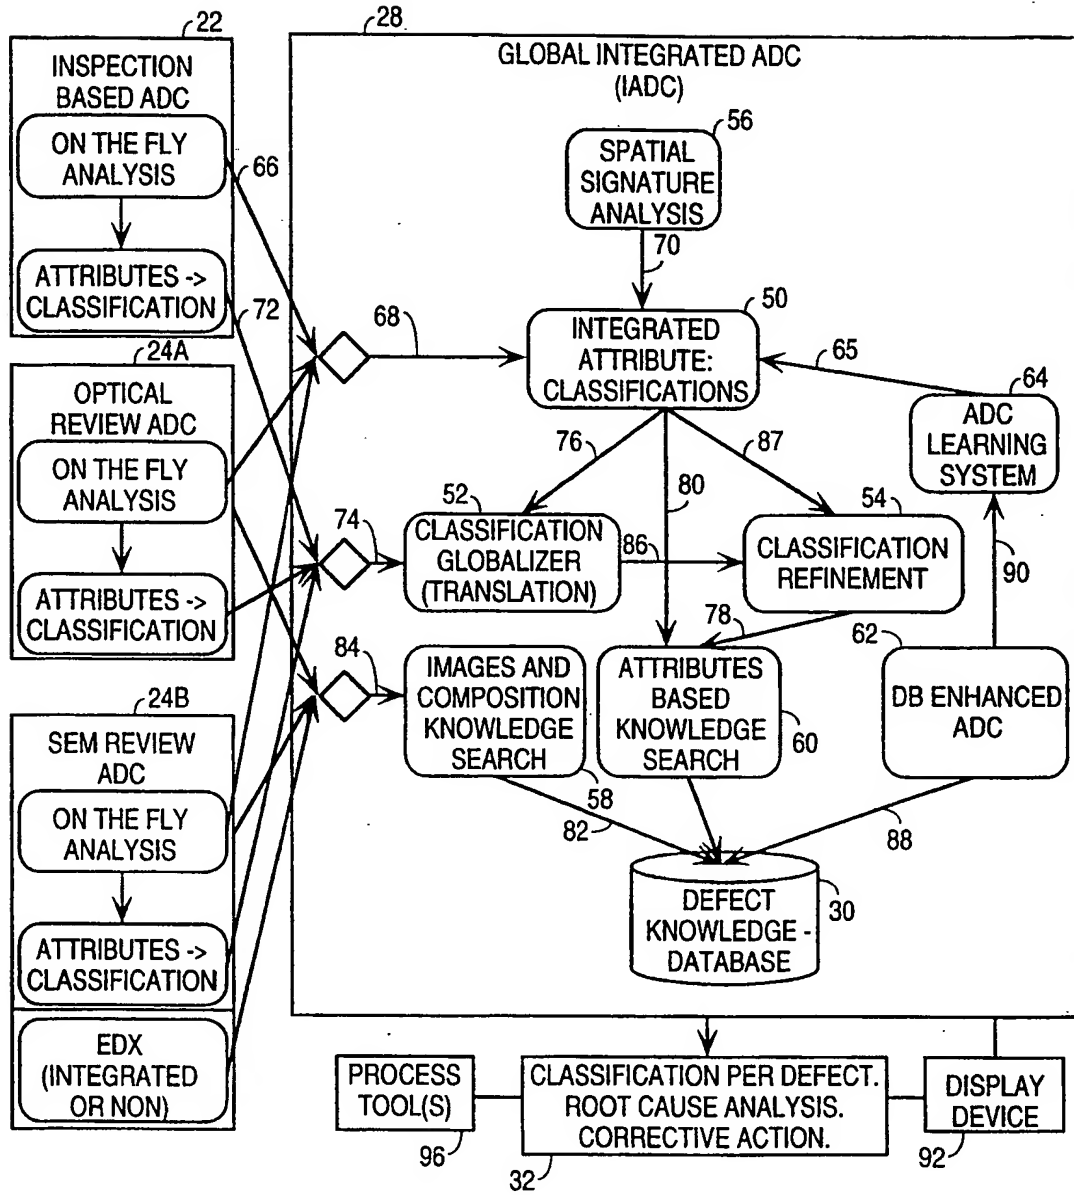 22
INSPECTION
BASED ADC
ON THE FLY
ANALYSIS
ATTRIBUTES ->
CLASSIFICATION
66
72
24A
OPTICAL
REVIEW ADC
ON THE FLY
ANALYSIS
ATTRIBUTES ->
CLASSIFICATION
24B
SEM REVIEW
ADC
ON THE FLY
ANALYSIS
ATTRIBUTES ->
CLASSIFICATION
EDX
(INTEGRATED
OR NON)
28
GLOBAL INTEGRATED ADC
(IADC)
56
SPATIAL
SIGNATURE
ANALYSIS
70
50
68
INTEGRATED
ATTRIBUTE:
CLASSIFICATIONS
65
64
ADC
LEARNING
SYSTEM
76
87
80
52
54
74
CLASSIFICATION
GLOBALIZER
(TRANSLATION)
86
CLASSIFICATION
REFINEMENT
90
78
62
84
IMAGES AND
COMPOSITION
KNOWLEDGE
SEARCH
58
ATTRIBUTES
BASED
KNOWLEDGE
SEARCH
60
DB ENHANCED
ADC
82
88
DEFECT
KNOWLEDGE -
DATABASE
30
PROCESS
TOOL(S)
96
CLASSIFICATION PER DEFECT.
ROOT CAUSE ANALYSIS.
CORRECTIVE ACTION.
32
DISPLAY
DEVICE
92